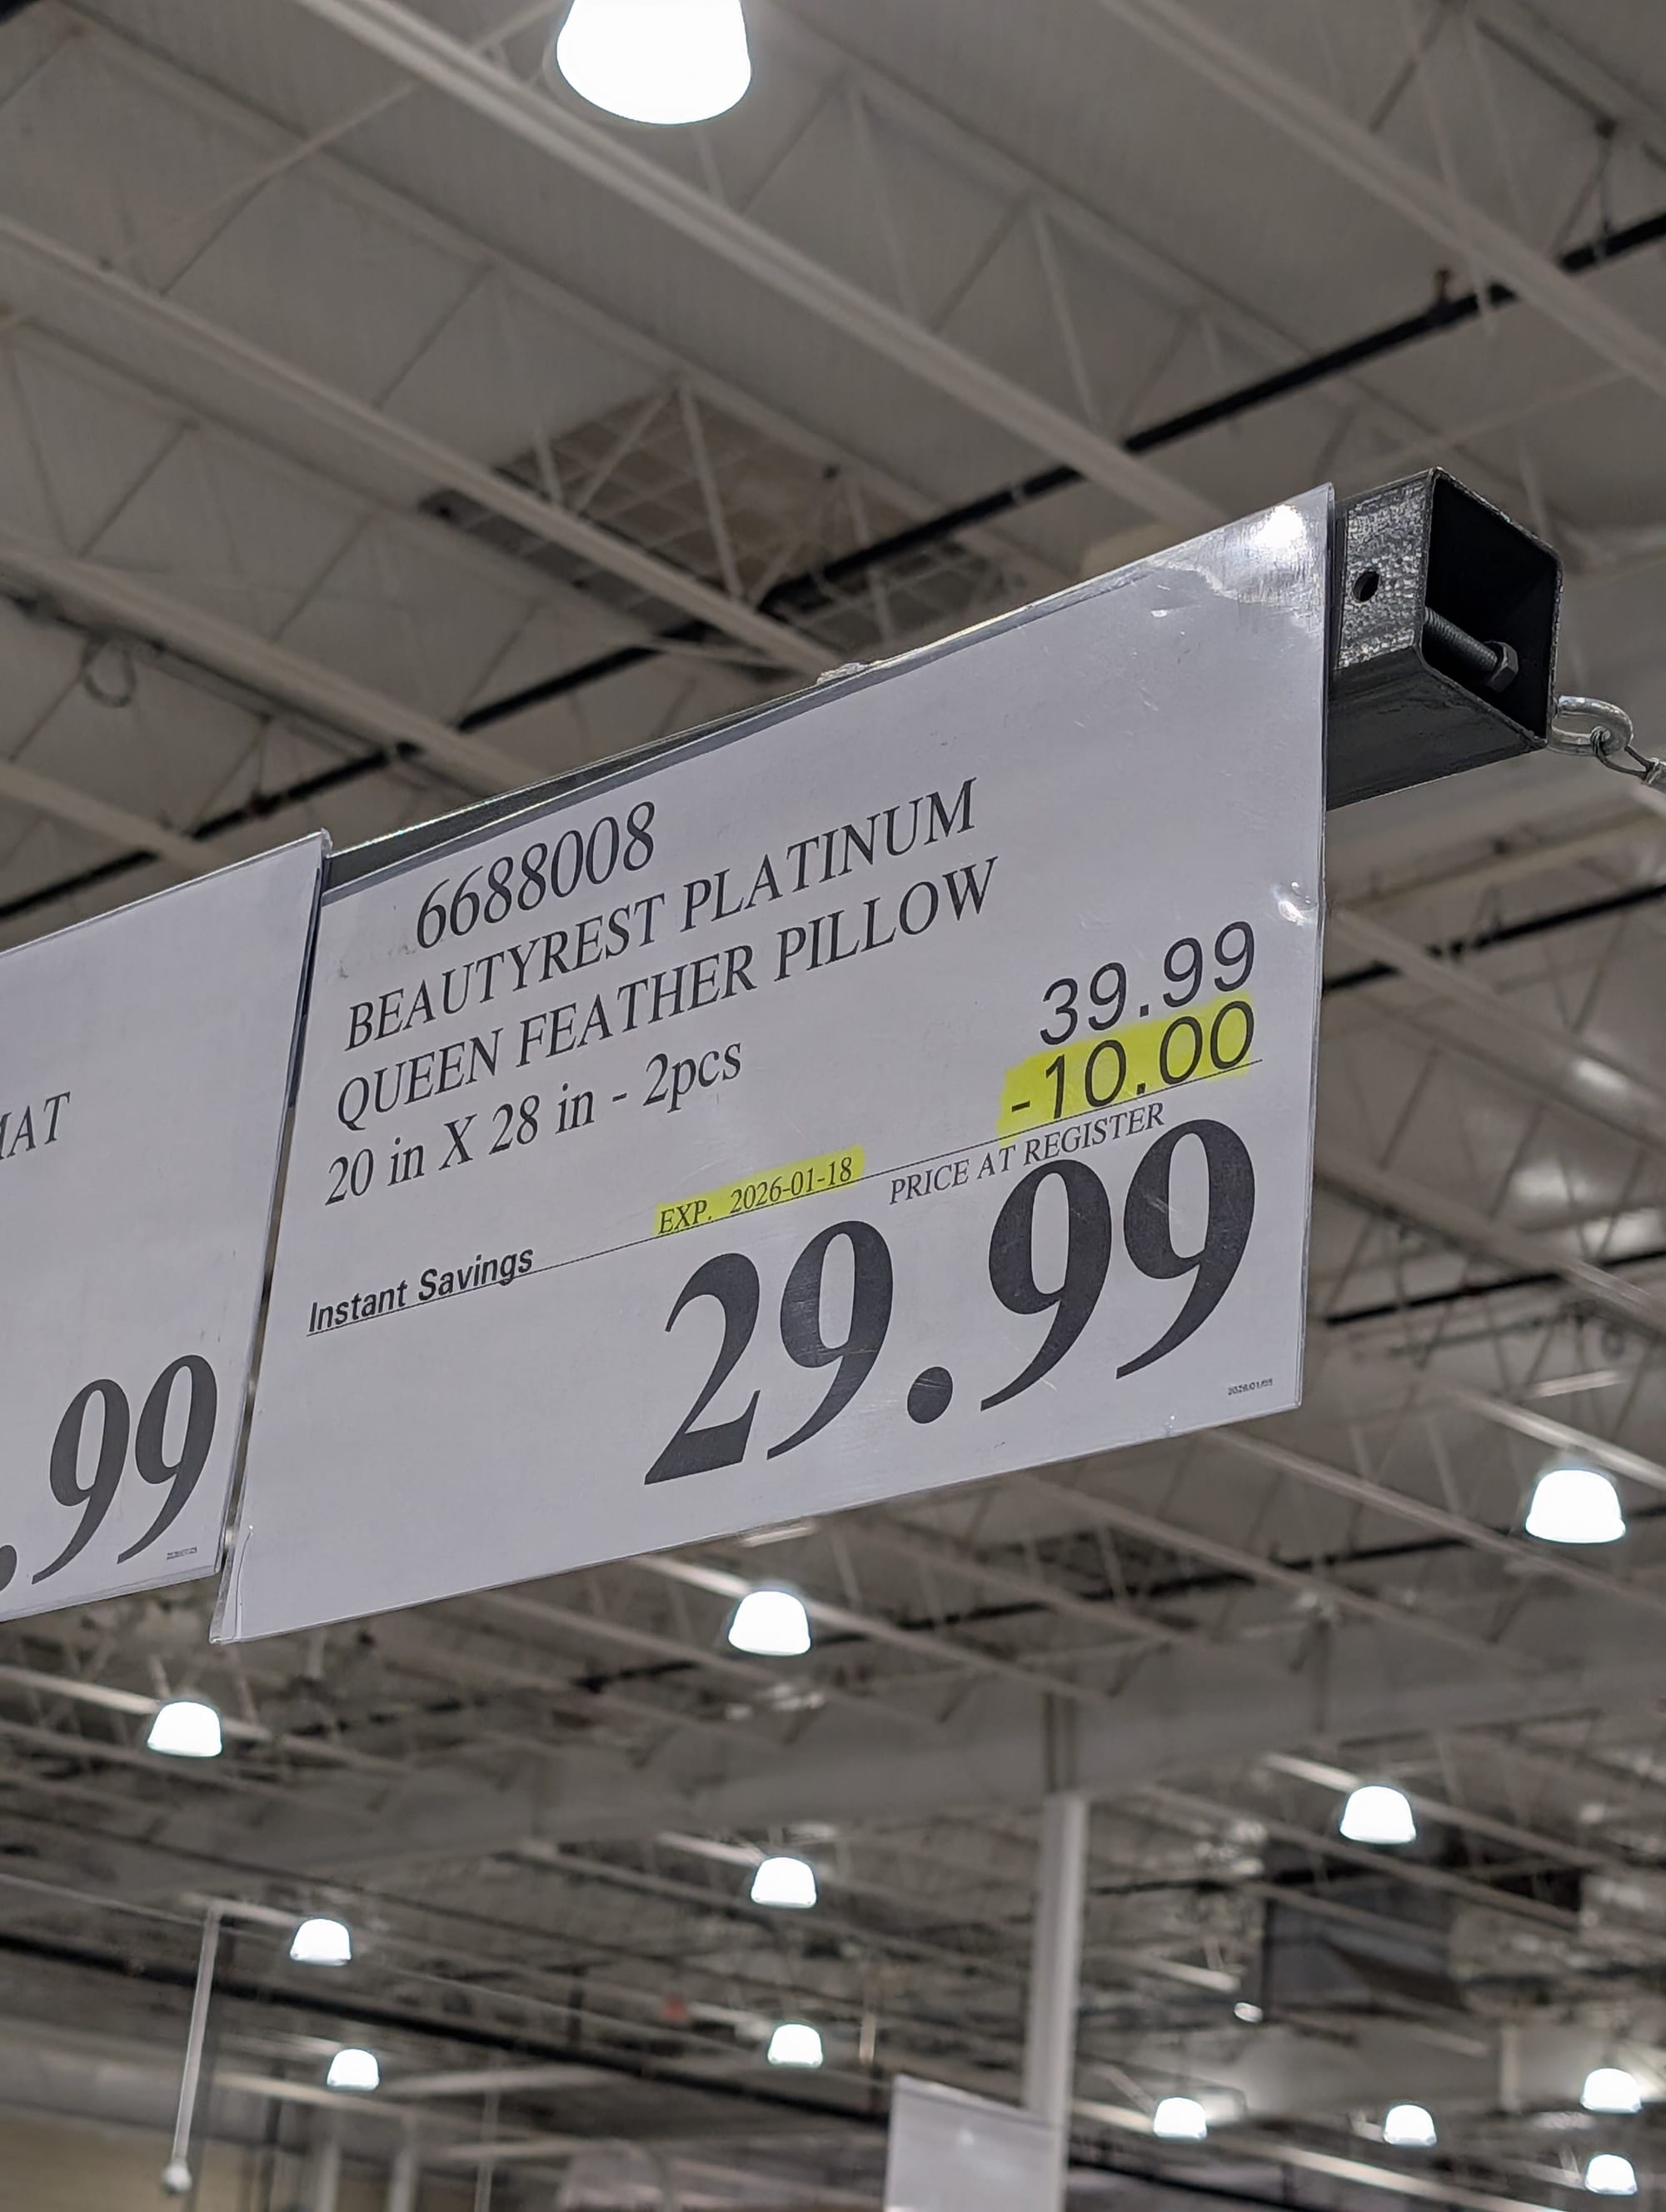 6688008
BEAUTYREST PLATINUM
QUEEN FEATHER PILLOW
20 in X 28 in - 2pcs
39.99
-10.00
EXP. 2026-01-18
PRICE AT REGISTER
Instant Savings
29.99
.99